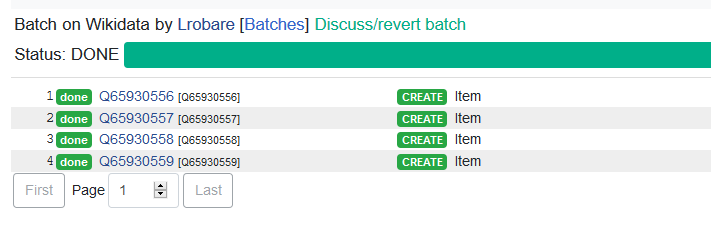 Batch on Wikidata by Lrobare [Batches] Discuss/revert batch
Status: DONE
1 done Q65930556 [Q65930556] CREATE Item
2 done Q65930557 [Q65930557] CREATE Item
3 done Q65930558 [Q65930558] CREATE Item
4 done Q65930559 [Q65930559] CREATE Item
First Page 1 Last